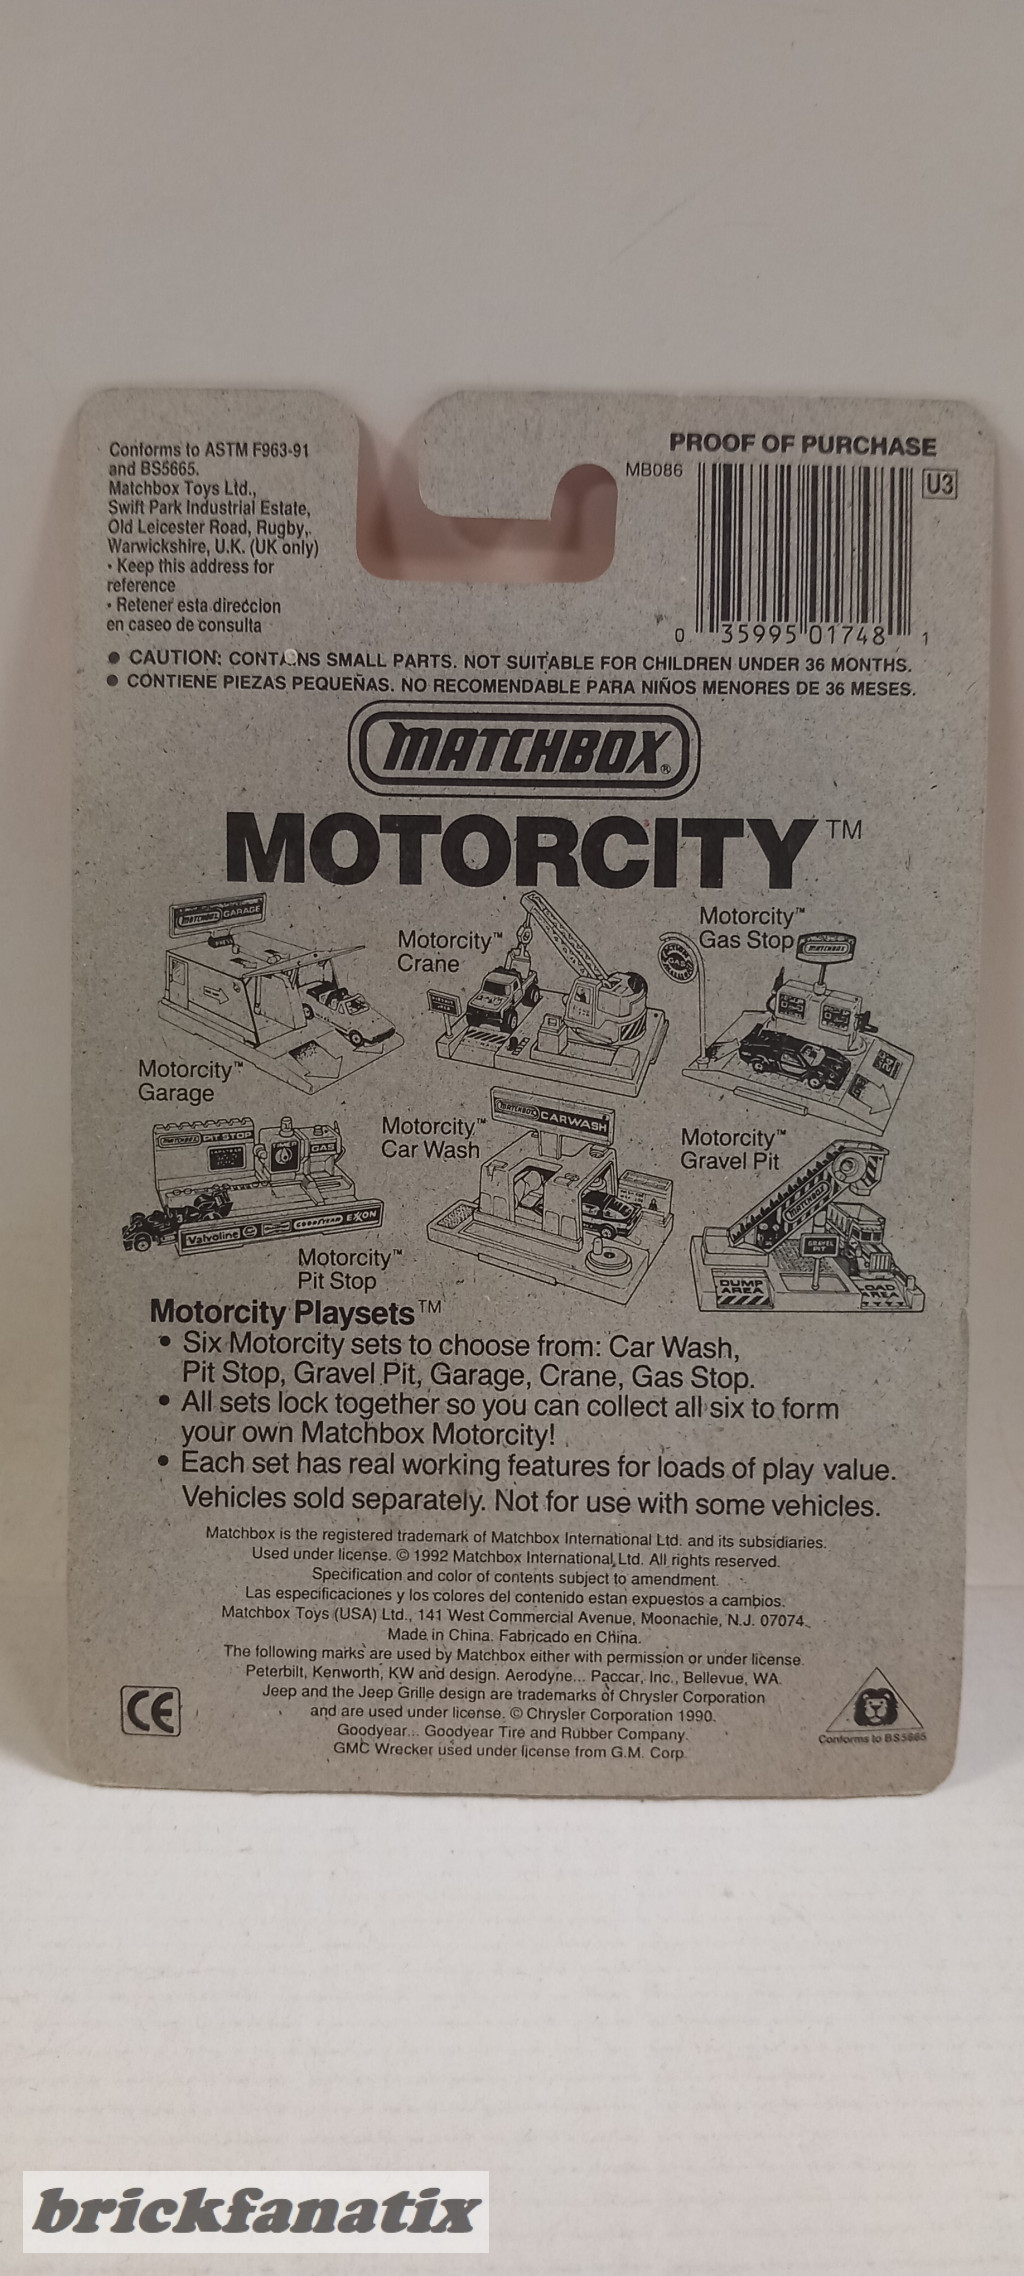 Conforms to ASTM F963-91
and BS5665.
Matchbox Toys Ltd.,
Swift Park Industrial Estate,
Old Leicester Road, Rugby,
Warwickshire, U.K. (UK only)
• Keep this address for
reference
• Retener esta direccion
en caseo de consulta
PROOF OF PURCHASE
MB086
U3
0 35995 01748 1
• CAUTION: CONTAINS SMALL PARTS. NOT SUITABLE FOR CHILDREN UNDER 36 MONTHS.
• CONTIENE PIEZAS PEQUEÑAS. NO RECOMENDABLE PARA NIÑOS MENORES DE 36 MESES.
MATCHBOX®
MOTORCITY™
MATCHBOX GARAGE
Motorcity™
Garage
Motorcity™
Crane
Motorcity™
Gas Stop
GAS
MATCHBOX
MATCHBOX PIT STOP
GAS
Valvoline GOODYEAR EXXON
Motorcity™
Pit Stop
Motorcity™
Car Wash
MATCHBOX CARWASH
Motorcity™
Gravel Pit
MATCHBOX
GRAVEL
PIT
DUMP
AREA
LOAD
AREA
Motorcity Playsets™
• Six Motorcity sets to choose from: Car Wash,
Pit Stop, Gravel Pit, Garage, Crane, Gas Stop.
• All sets lock together so you can collect all six to form
your own Matchbox Motorcity!
• Each set has real working features for loads of play value.
Vehicles sold separately. Not for use with some vehicles.
Matchbox is the registered trademark of Matchbox International Ltd. and its subsidiaries.
Used under license. © 1992 Matchbox International Ltd. All rights reserved.
Specification and color of contents subject to amendment.
Las especificaciones y los colores del contenido estan expuestos a cambios.
Matchbox Toys (USA) Ltd., 141 West Commercial Avenue, Moonachie, N.J. 07074.
Made in China. Fabricado en China.
The following marks are used by Matchbox either with permission or under license.
Peterbilt, Kenworth, KW and design. Aerodyne... Paccar, Inc., Bellevue, WA.
Jeep and the Jeep Grille design are trademarks of Chrysler Corporation
and are used under license. © Chrysler Corporation 1990.
Goodyear... Goodyear Tire and Rubber Company.
GMC Wrecker used under license from G.M. Corp.
CE
Conforms to BS5665
brickfanatix